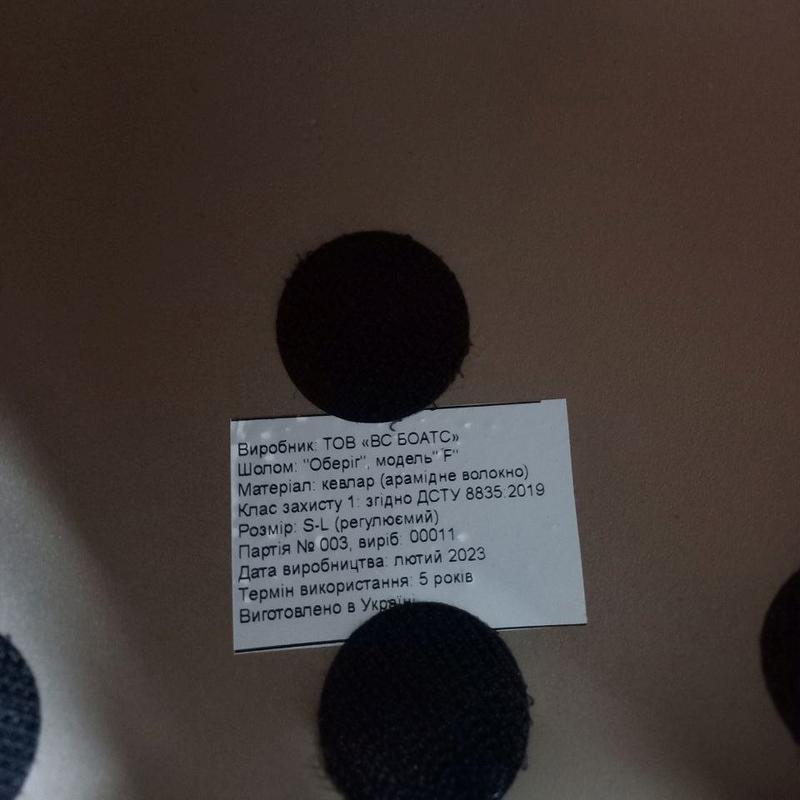 Виробник: ТОВ «ВС БОАТС»
Шолом: "Оберіг", модель" F"
Матеріал: кевлар (арамідне волокно)
Клас захисту 1: згідно ДСТУ 8835:2019
Розмір: S-L (регулюємий)
Партія № 003, виріб: 00011
Дата виробництва: лютий 2023
Термін використання: 5 років
Виготовлено в Україні